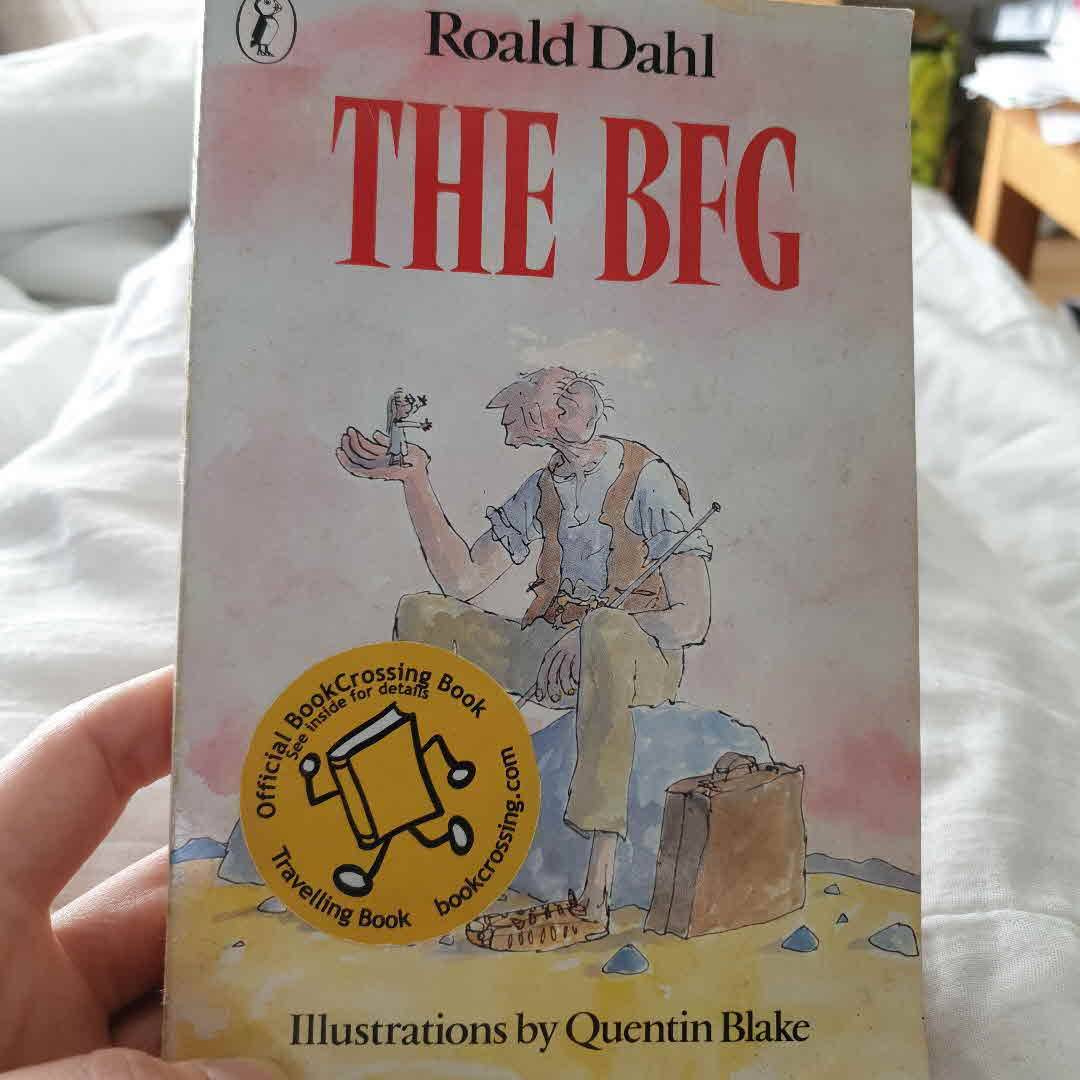 Roald Dahl
THE BFG
Official BookCrossing Book
See inside for details
Travelling Book
bookcrossing.com
Illustrations by Quentin Blake